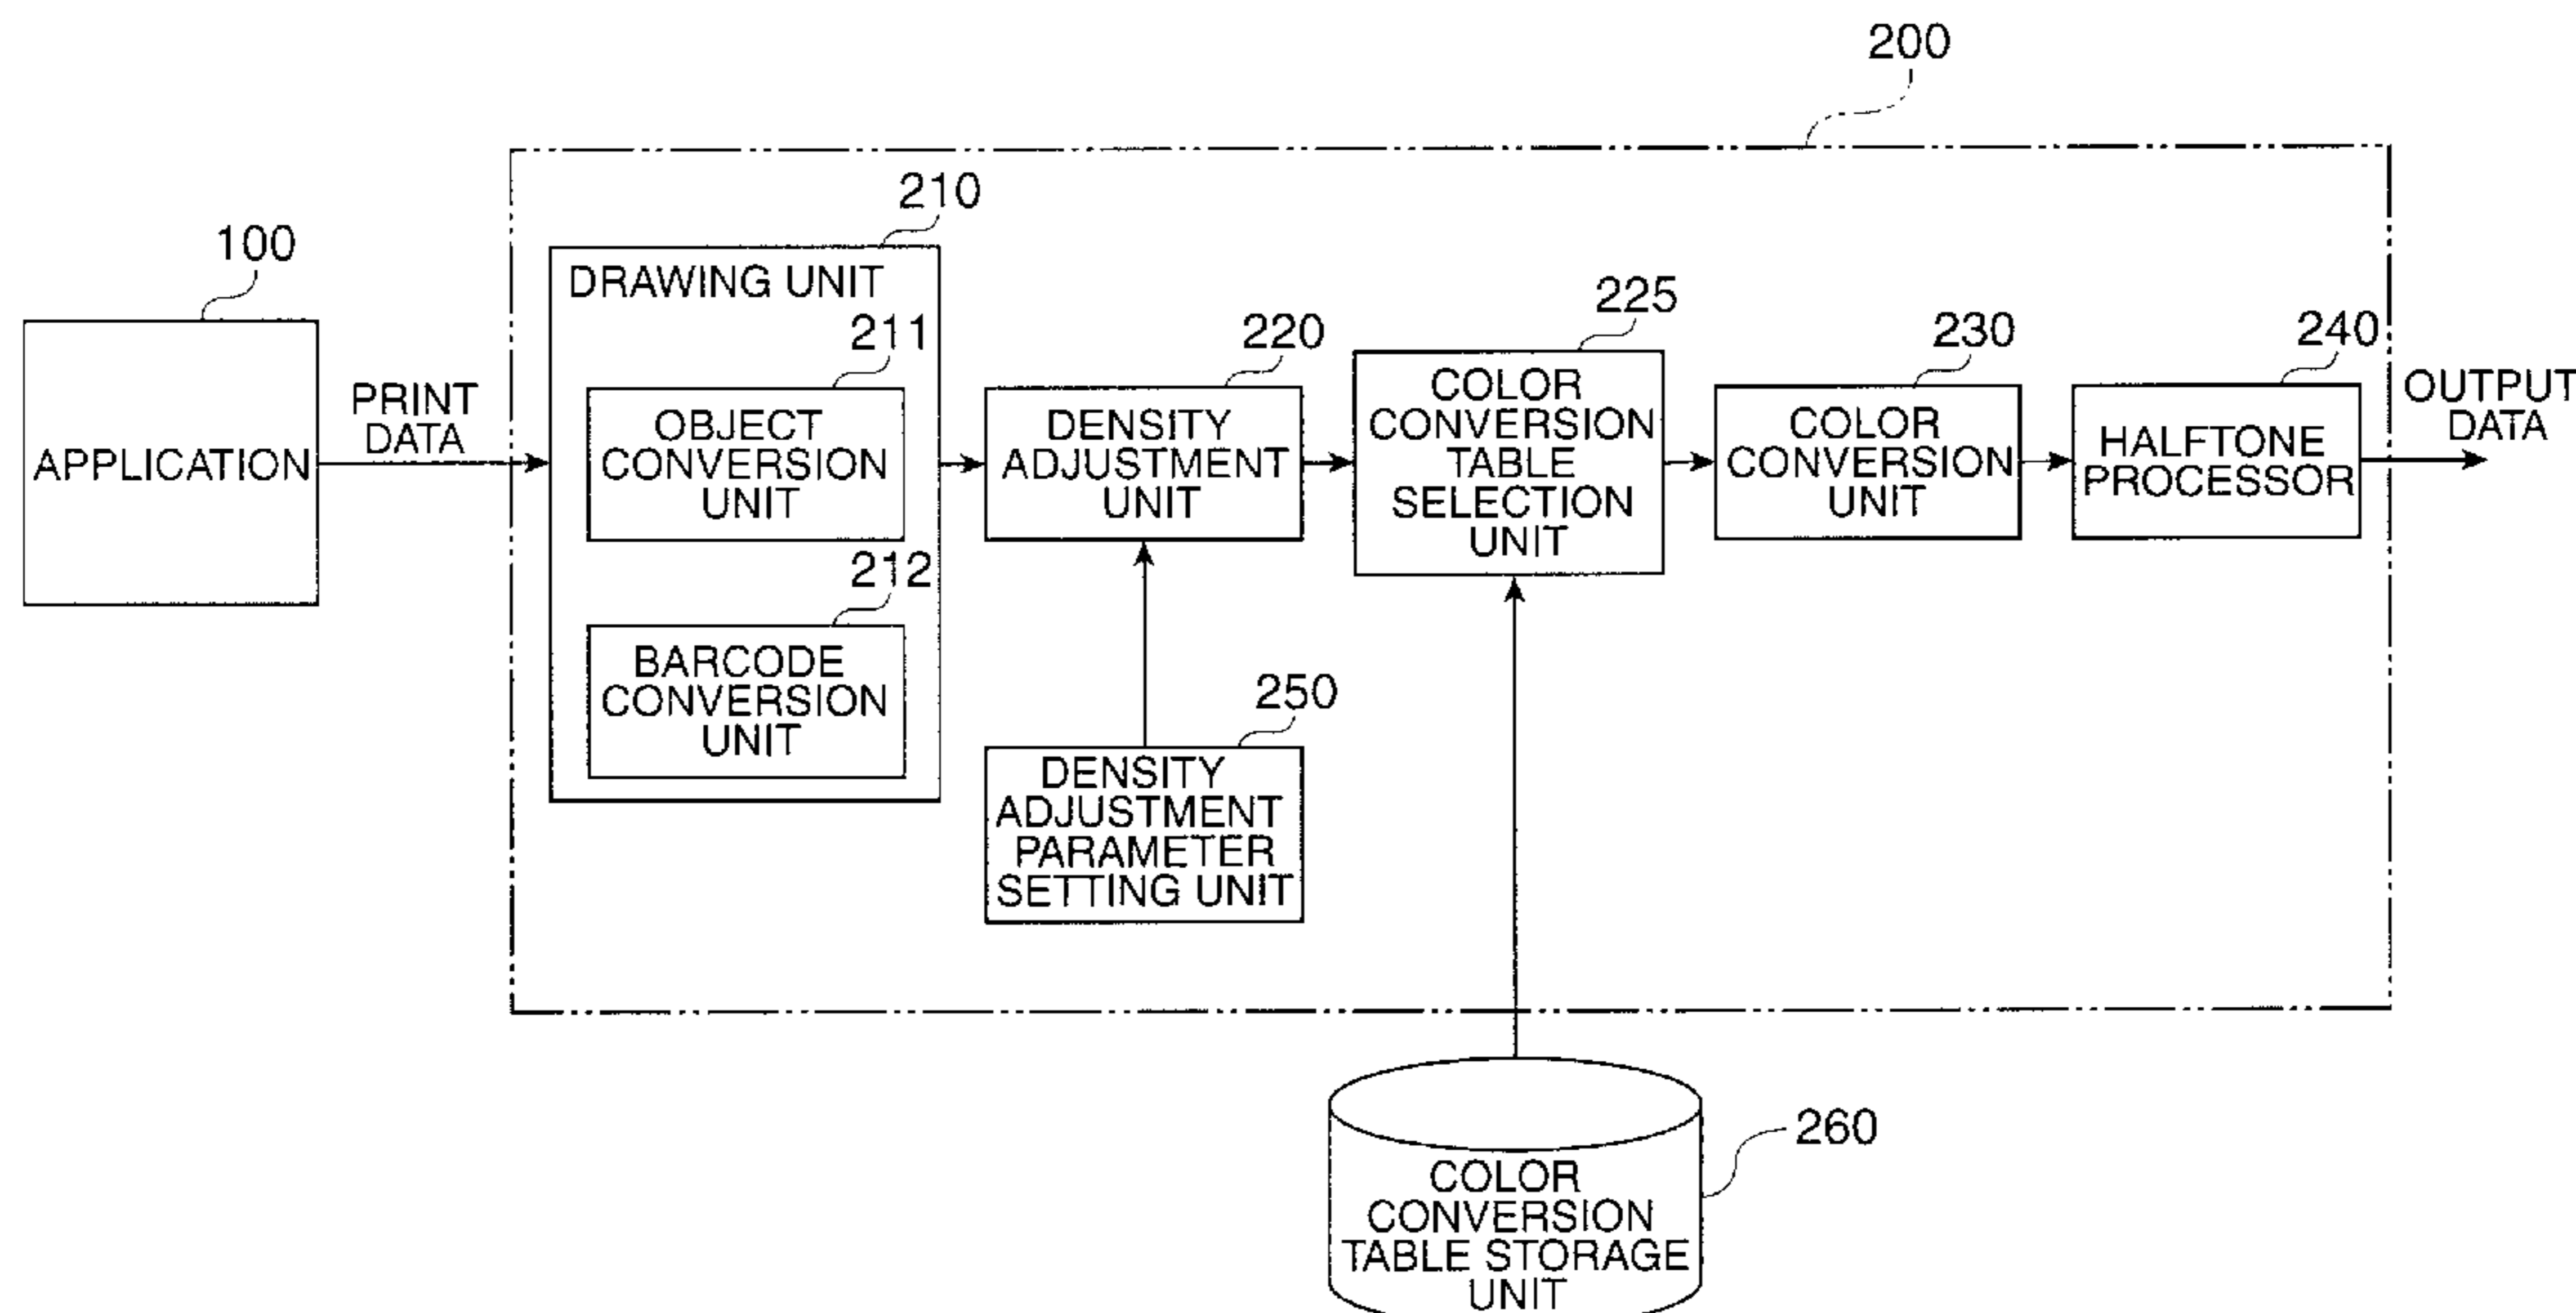 200
210
100
DRAWING UNIT
225
211
220
230
240
PRINT
DATA
OUTPUT
DATA
APPLICATION
OBJECT
CONVERSION
UNIT
DENSITY
ADJUSTMENT
UNIT
COLOR
CONVERSION
TABLE
SELECTION
UNIT
COLOR
CONVERSION
UNIT
HALFTONE
PROCESSOR
212
BARCODE
CONVERSION
UNIT
250
DENSITY
ADJUSTMENT
PARAMETER
SETTING UNIT
260
COLOR
CONVERSION
TABLE STORAGE
UNIT